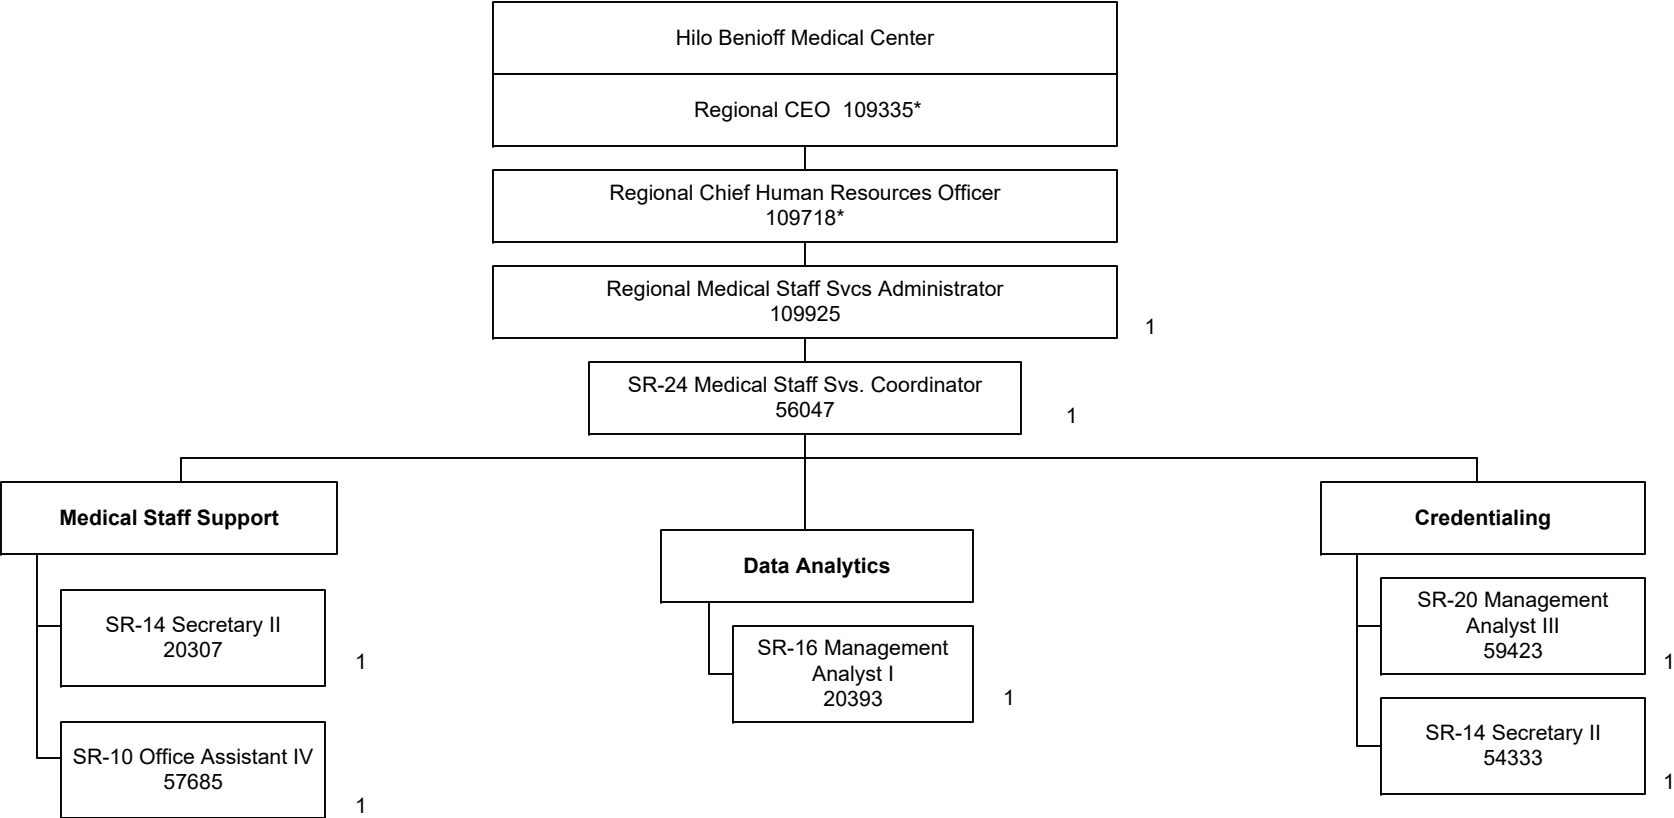 Hilo Benioff Medical Center
Regional CEO  109335*
Regional Chief Human Resources Officer
109718*
Regional Medical Staff Svcs Administrator
109925
1
SR-24 Medical Staff Svs. Coordinator
56047
1
Medical Staff Support
SR-14 Secretary II
20307
1
SR-10 Office Assistant IV
57685
1
Data Analytics
SR-16 Management
Analyst I
20393
1
Credentialing
SR-20 Management
Analyst III
59423
1
SR-14 Secretary II
54333
1